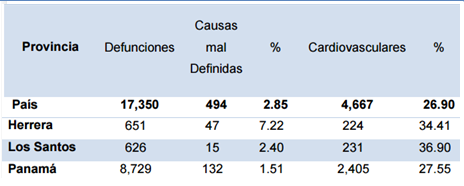 Provincia Defunciones Causas mal Definidas % Cardiovasculares %
País 17,350 494 2.85 4,667 26.90
Herrera 651 47 7.22 224 34.41
Los Santos 626 15 2.40 231 36.90
Panamá 8,729 132 1.51 2,405 27.55